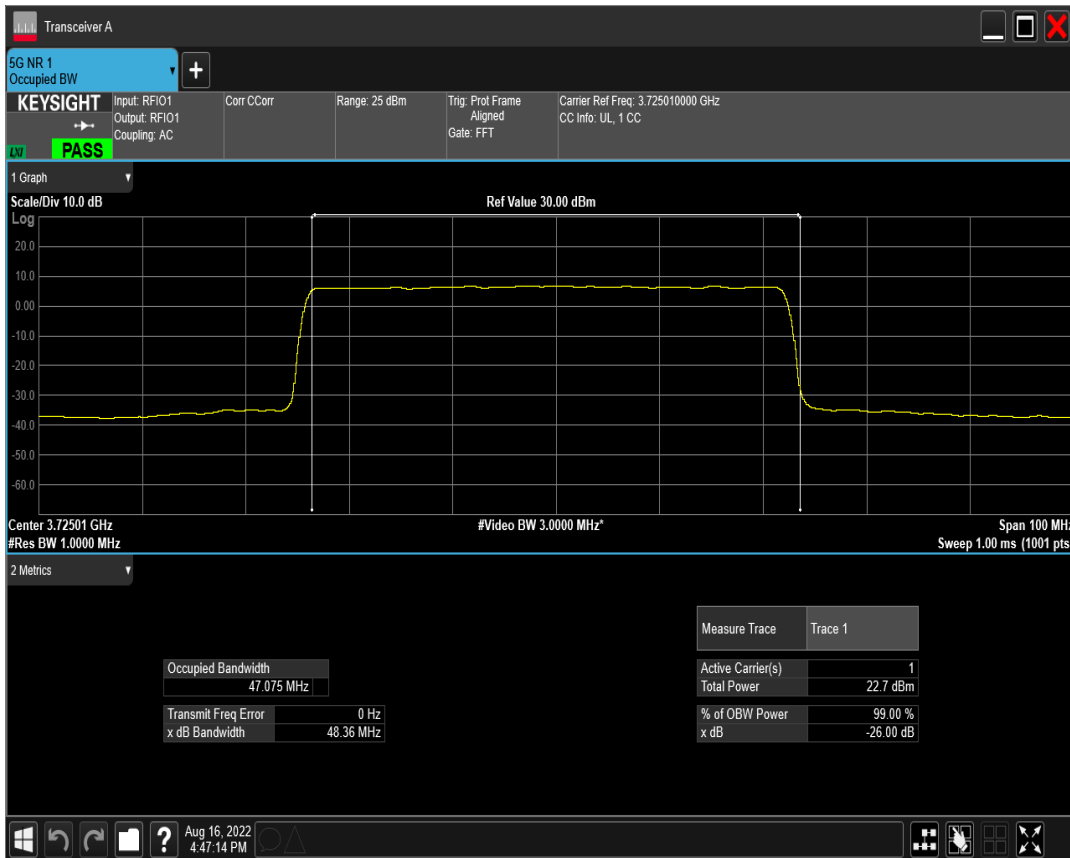 Transceiver A
5G NR 1
Occupied BW
KEYSIGHT
LXI
PASS
Input: RFIO1
Output: RFIO1
Coupling: AC
Corr CCorr
Range: 25 dBm
Trig: Prot Frame
Aligned
Gate: FFT
Carrier Ref Freq: 3.725010000 GHz
CC Info: UL, 1 CC
1 Graph
Scale/Div 10.0 dB
Ref Value 30.00 dBm
Log
20.0
10.0
0.00
-10.0
-20.0
-30.0
-40.0
-50.0
-60.0
Center 3.72501 GHz
#Video BW 3.0000 MHz*
Span 100 MHz
#Res BW 1.0000 MHz
Sweep 1.00 ms (1001 pts
2 Metrics
Measure Trace Trace 1
Occupied Bandwidth
47.075 MHz
Active Carrier(s) 1
Total Power 22.7 dBm
Transmit Freq Error 0 Hz
x dB Bandwidth 48.36 MHz
% of OBW Power 99.00 %
x dB -26.00 dB
?
Aug 16, 2022
4:47:14 PM